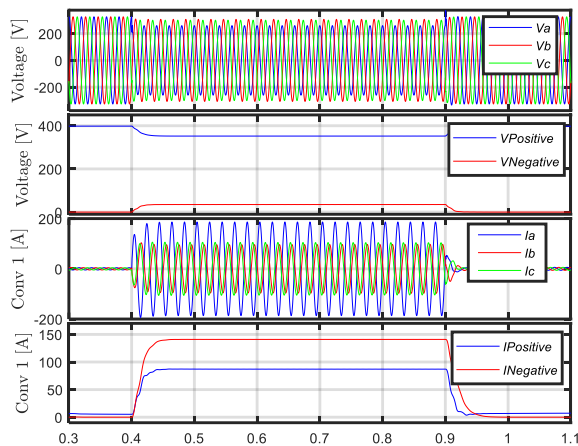 Voltage [V]
200
0
-200
Va
Vb
Vc
Voltage [V]
400
200
0
VPositive
VNegative
Conv 1 [A]
200
0
-200
Ia
Ib
Ic
Conv 1 [A]
150
100
50
0
IPositive
INegative
0.3 0.4 0.5 0.6 0.7 0.8 0.9 1 1.1